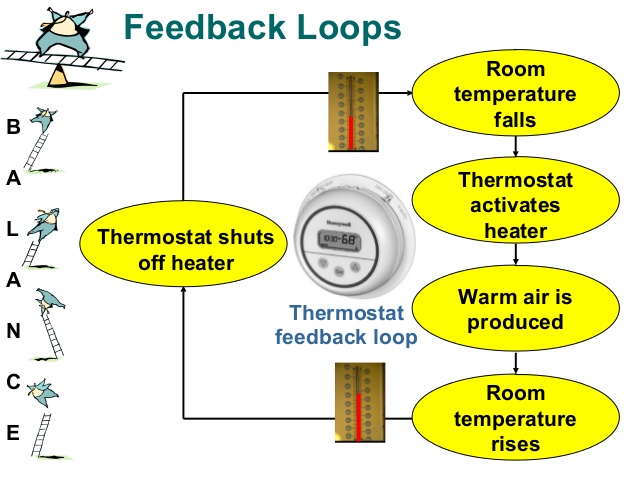 Feedback Loops
B
A
L
A
N
C
E
Room
temperature
falls
Thermostat
activates
heater
Thermostat shuts
off heater
Honeywell
Thermostat
feedback loop
Warm air is
produced
Room
temperature
rises